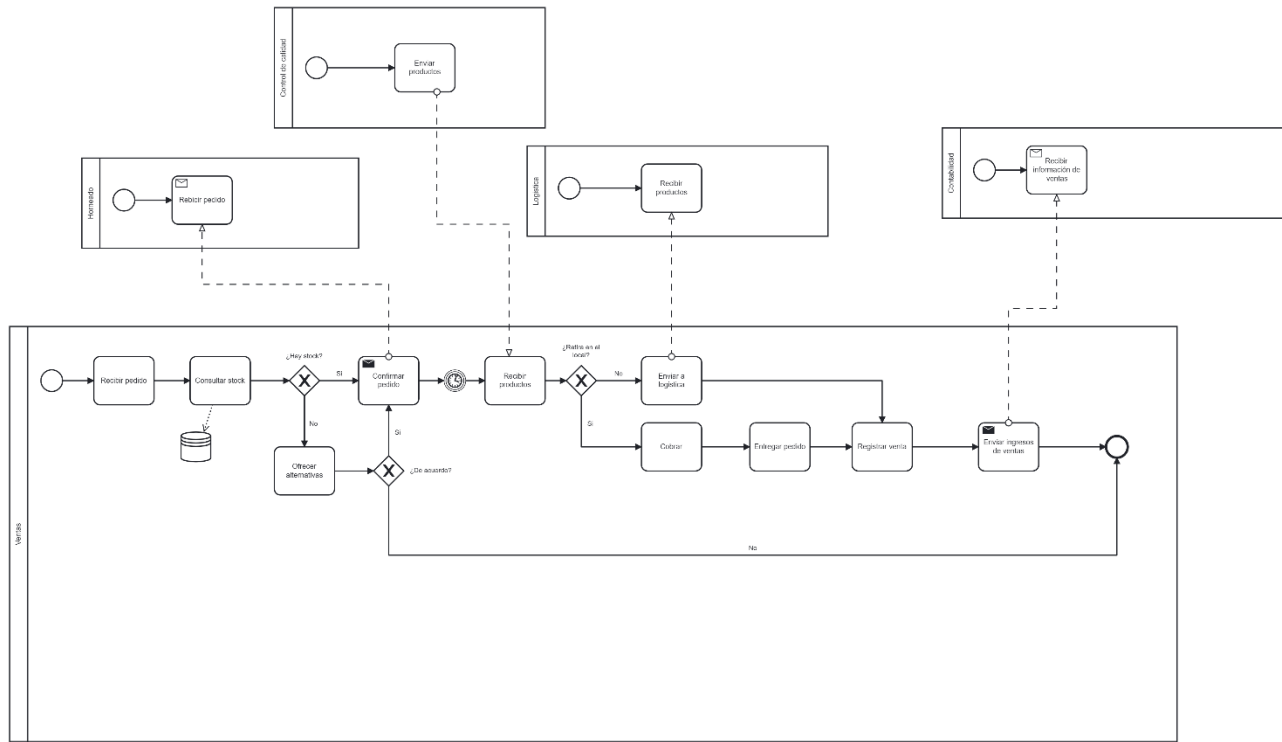 Control de calidad
Enviar
productos
Horneado
Rebicir pedido
Logística
Recibir
productos
Contabilidad
Recibir
información de
ventas
Ventas
Recibir pedido
Consultar stock
¿Hay stock?
Si
No
Ofrecer
alternativas
¿De acuerdo?
Si
No
Confirmar
pedido
Recibir
productos
¿Retira en el
local?
No
Si
Enviar a
logística
Cobrar
Entregar pedido
Registrar venta
Enviar ingresos
de ventas